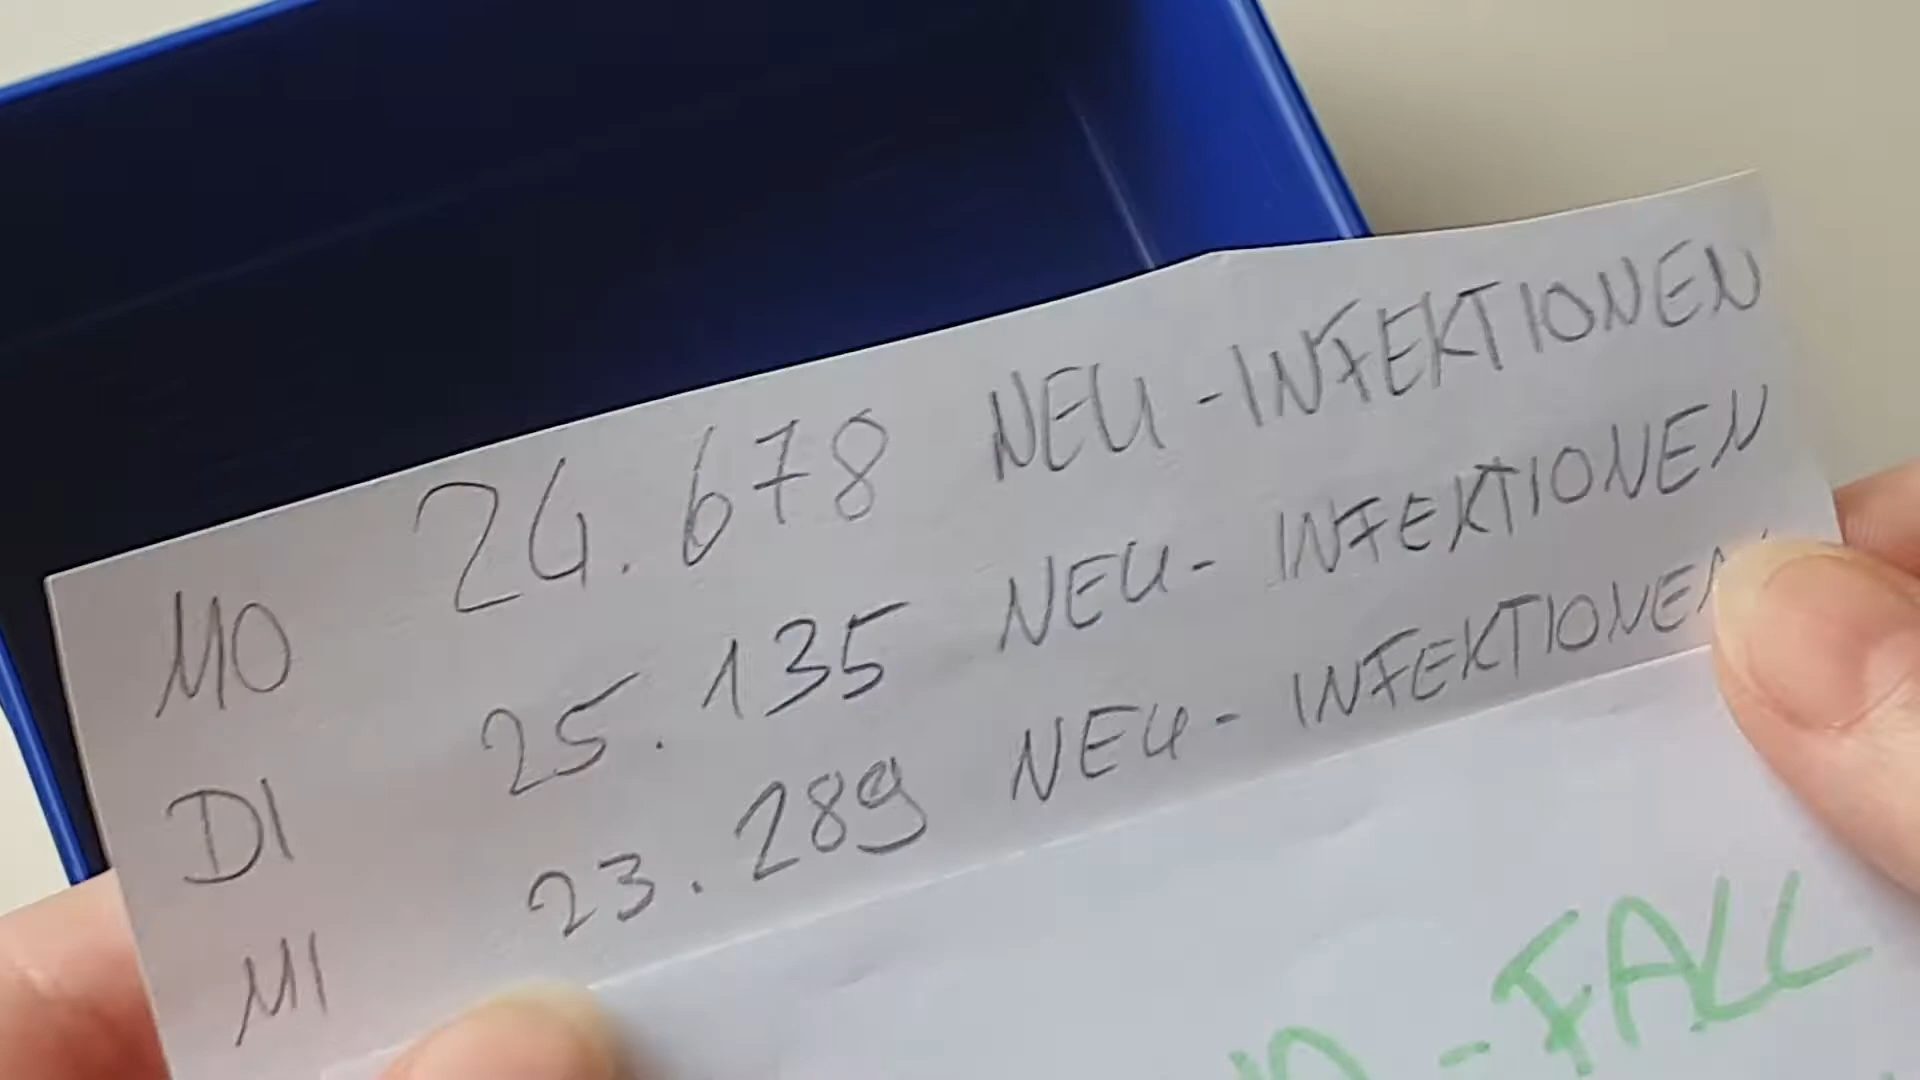 MO 24.678 NEU-INFEKTIONEN
DI 25.135 NEU-INFEKTIONEN
MI 23.289 NEU-INFEKTIONEN
-FALL